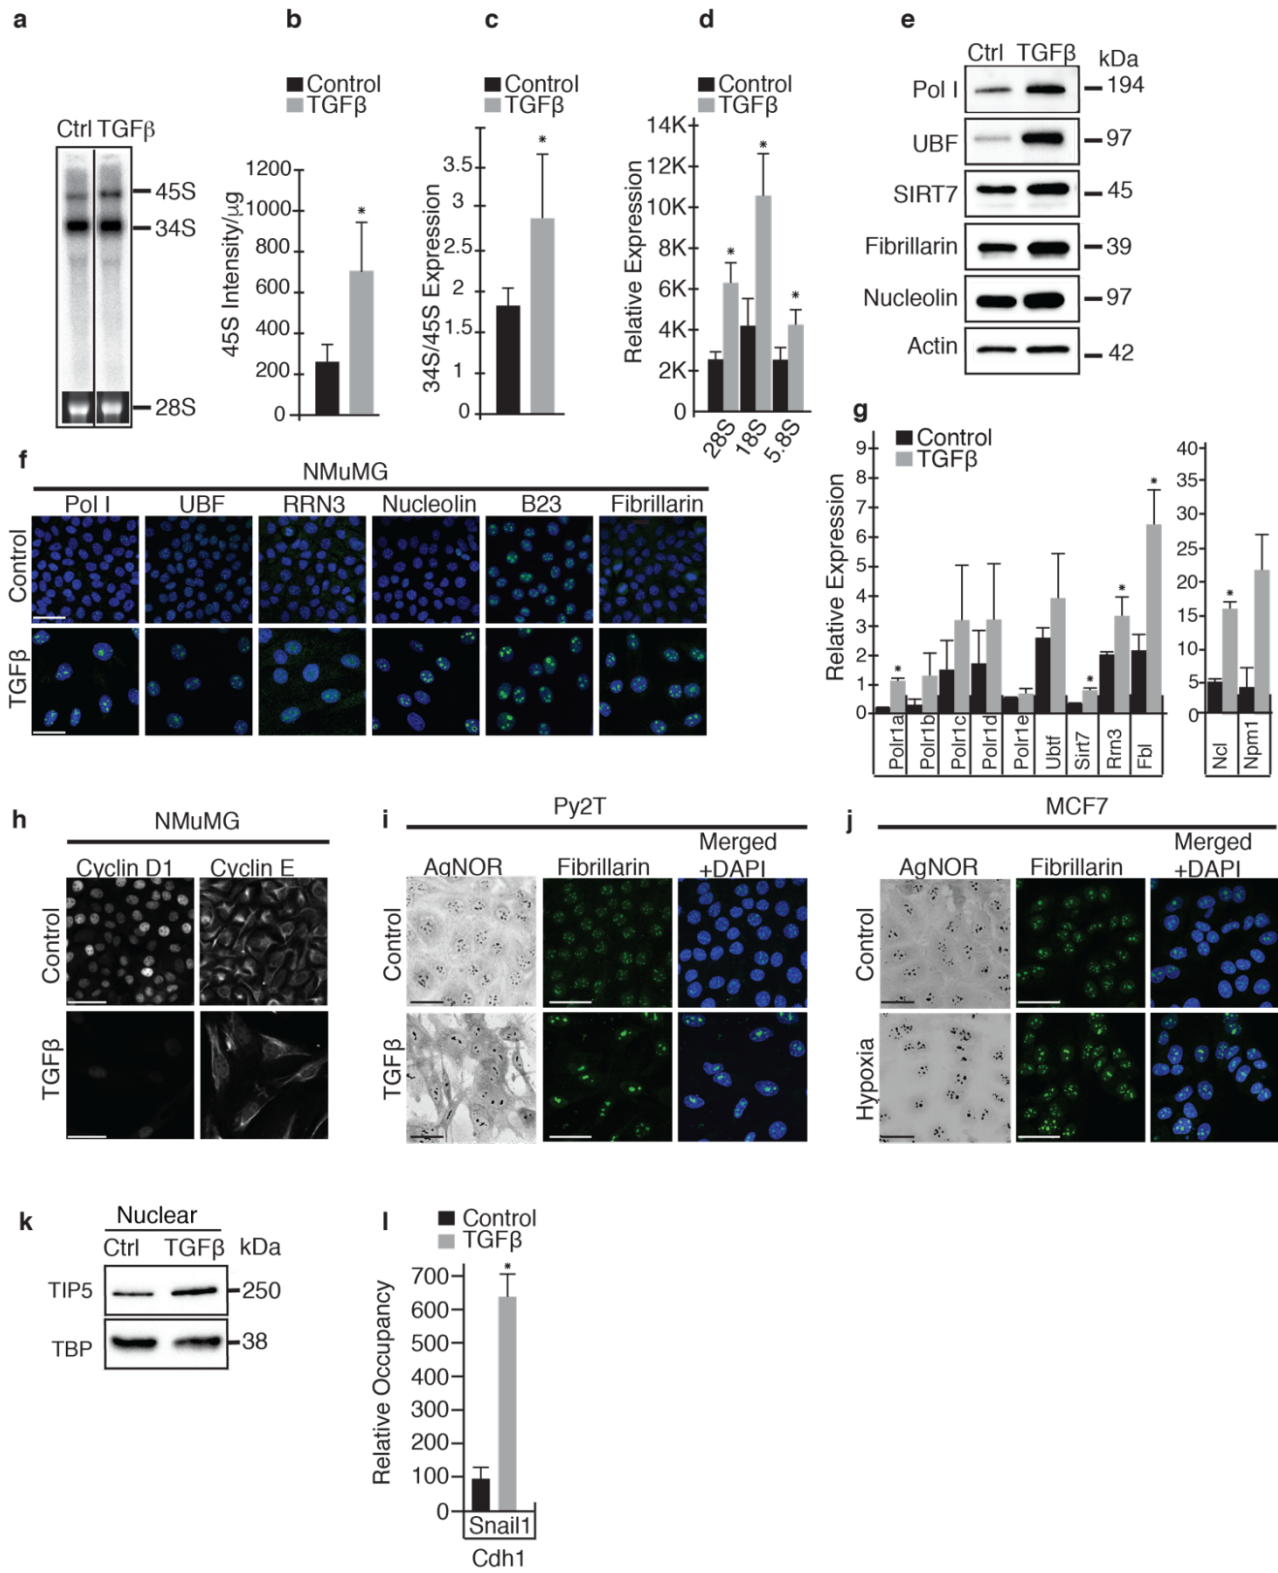 a
Ctrl TGFβ
45S
34S
28S
b
Control
TGFβ
45S Intensity/μg
1200
1000
800
600
400
200
0
*
c
Control
TGFβ
34S/45S Expression
3.5
3
2.5
2
1.5
1
0
*
d
Control
TGFβ
Relative Expression
14K
12K
10K
8K
6K
4K
2K
0
* * *
28S 18S 5.8S
e
Ctrl TGFβ kDa
Pol I 194
UBF 97
SIRT7 45
Fibrillarin 39
Nucleolin 97
Actin 42
f
NMuMG
Pol I UBF RRN3 Nucleolin B23 Fibrillarin
Control
TGFβ
g
Control
TGFβ
Relative Expression
9
8
7
6
5
4
3
2
1
0
* * * *
Polr1a Polr1b Polr1c Polr1d Polr1e Ubtf Sirt7 Rrn3 Fbl
40
35
30
25
20
15
10
5
0
*
Ncl Npm1
h
NMuMG
Cyclin D1 Cyclin E
Control
TGFβ
i
Py2T
AgNOR Fibrillarin Merged
+DAPI
Control
TGFβ
j
MCF7
AgNOR Fibrillarin Merged
+DAPI
Control
Hypoxia
k
Nuclear
Ctrl TGFβ kDa
TIP5 250
TBP 38
l
Control
TGFβ
Relative Occupancy
700
600
500
400
300
200
100
0
*
Snail1
Cdh1